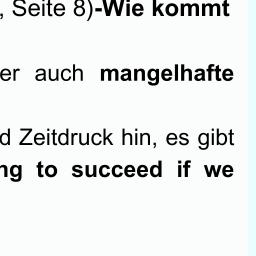 , Seite 8)-Wie kommt
er auch mangelhafte
d Zeitdruck hin, es gibt
ng to succeed if we